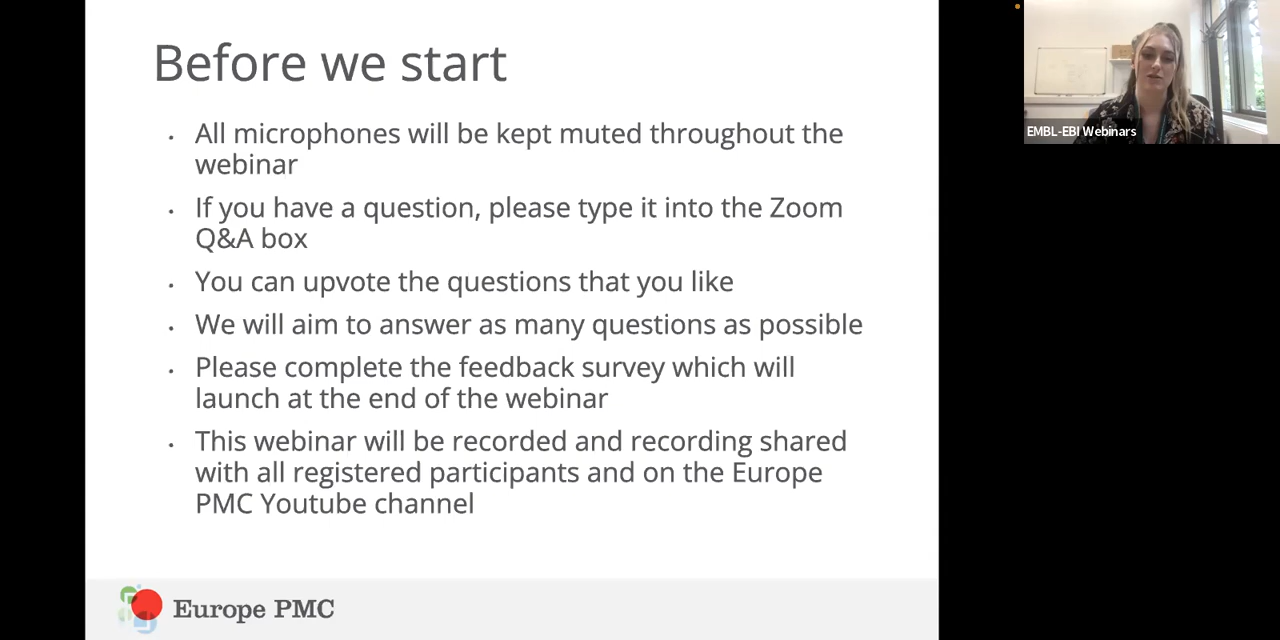 Before we start
All microphones will be kept muted throughout the
webinar
If you have a question, please type it into the Zoom
Q&A box
You can upvote the questions that you like
We will aim to answer as many questions as possible
Please complete the feedback survey which will
launch at the end of the webinar
This webinar will be recorded and recording shared
with all registered participants and on the Europe
PMC Youtube channel
Europe PMC
EMBL-EBI Webinars